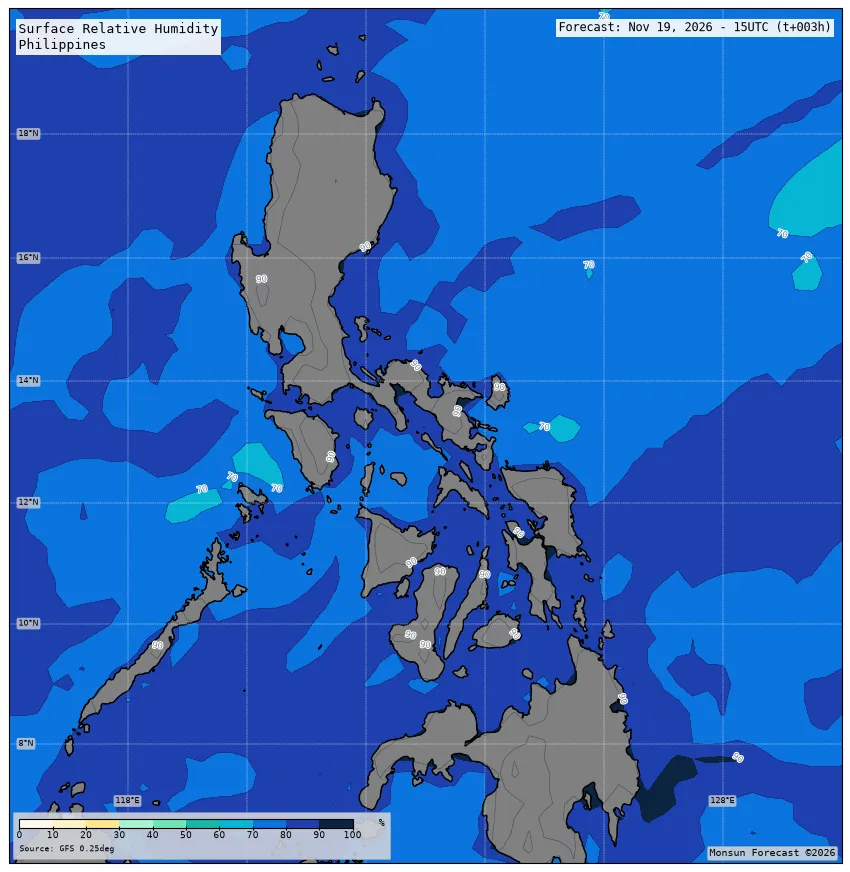 70
Surface Relative Humidity
Philippines
Forecast: Nov 19, 2026 - 15UTC (t+003h)
18°N
70
90
16°N
70
70
90
90
14°N
90
90
70
90
70
70
70
12°N
90
90
90
90
10°N
90
90
90
90
90
8°N
90
118°E
128°E
0 10 20 30 40 50 60 70 80 90 100 %
Source: GFS 0.25deg
Monsun Forecast ©2026